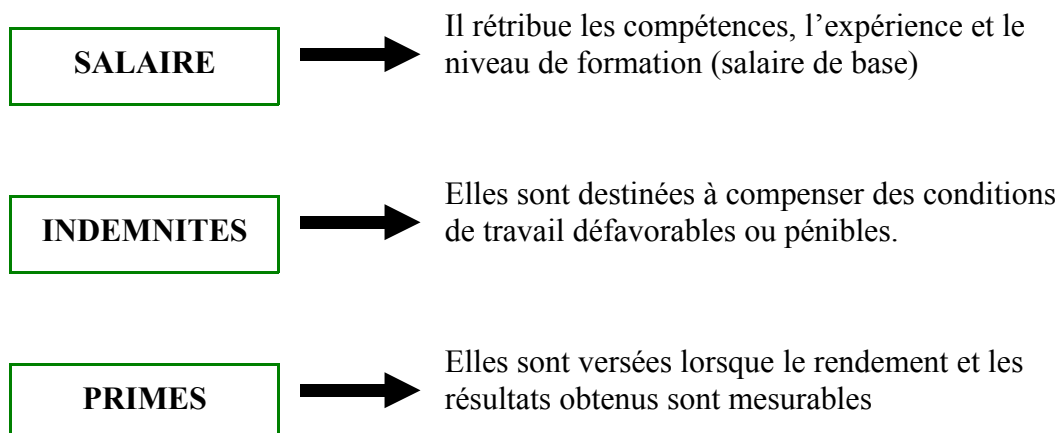 SALAIRE
Il rétribue les compétences, l’expérience et le
niveau de formation (salaire de base)
INDEMNITES
Elles sont destinées à compenser des conditions
de travail défavorables ou pénibles.
PRIMES
Elles sont versées lorsque le rendement et les
résultats obtenus sont mesurables